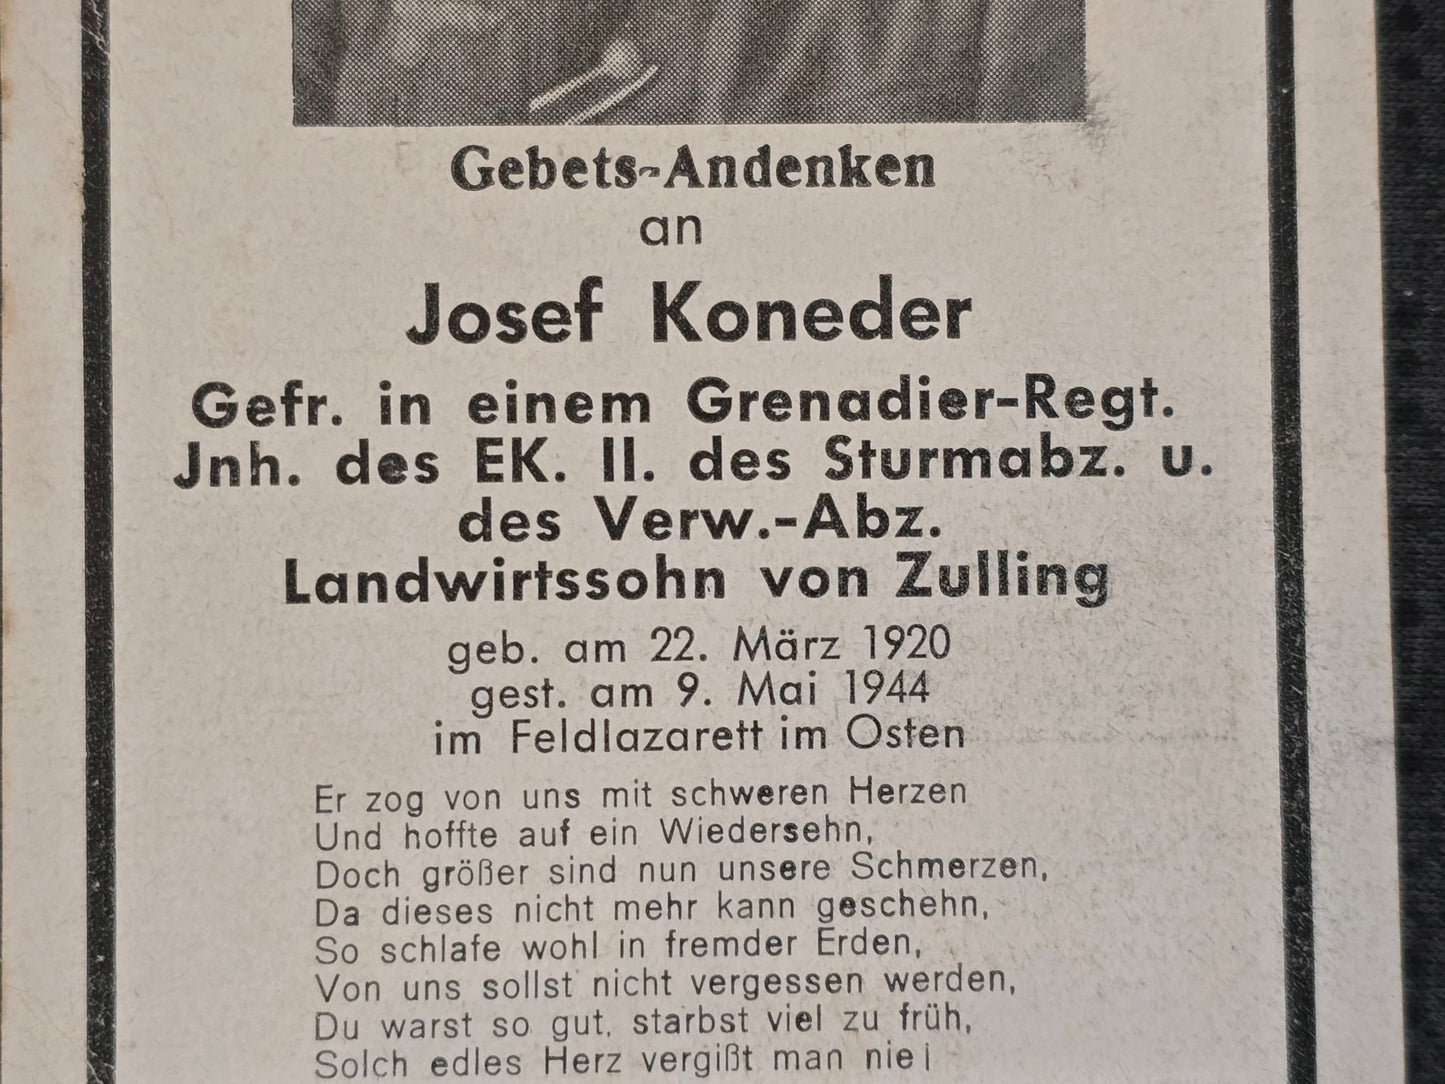 Gebets-Andenken
an
Josef Koneder
Gefr. in einem Grenadier-Regt.
Jnh. des EK. II. des Sturmabz. u.
des Verw.-Abz.
Landwirtssohn von Zulling
geb. am 22. März 1920
gest. am 9. Mai 1944
im Feldlazarett im Osten
Er zog von uns mit schweren Herzen
Und hoffte auf ein Wiedersehn,
Doch größer sind nun unsere Schmerzen,
Da dieses nicht mehr kann geschehn,
So schlafe wohl in fremder Erden,
Von uns sollst nicht vergessen werden,
Du warst so gut, starbst viel zu früh,
Solch edles Herz vergißt man nie!